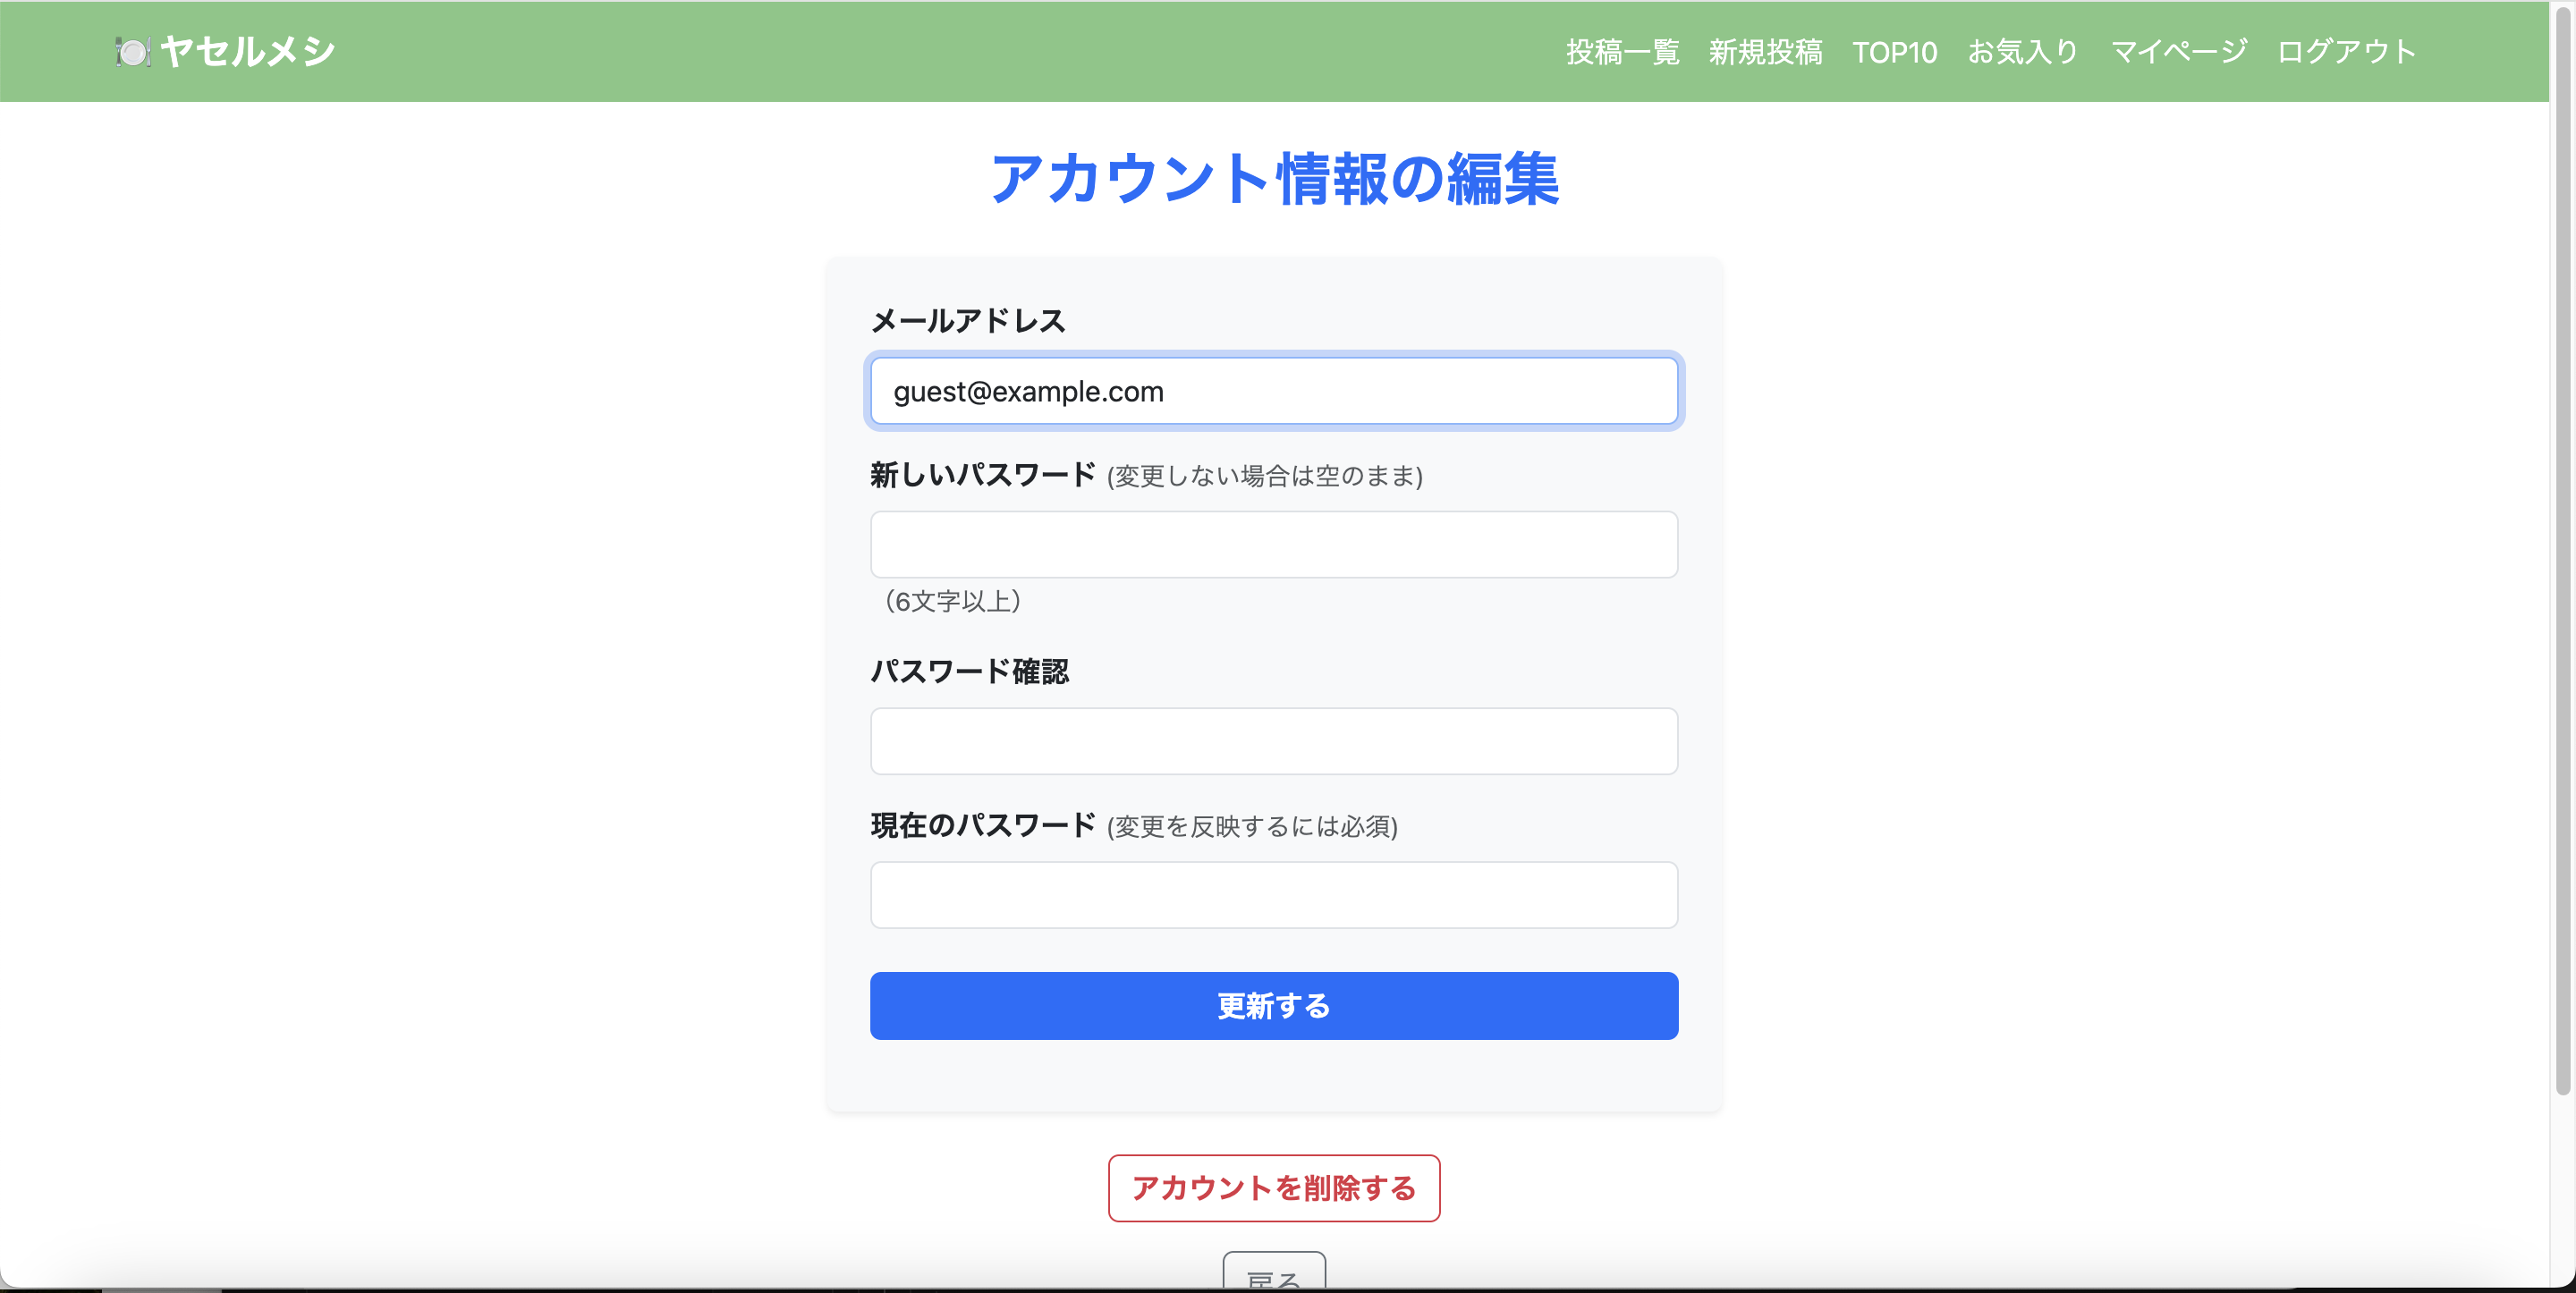 🍽️ヤセルメシ 投稿一覧 新規投稿 TOP10 お気入り マイページ ログアウト
アカウント情報の編集
メールアドレス
guest@example.com
新しいパスワード (変更しない場合は空のまま)
（6文字以上）
パスワード確認
現在のパスワード (変更を反映するには必須)
更新する
アカウントを削除する
戻る